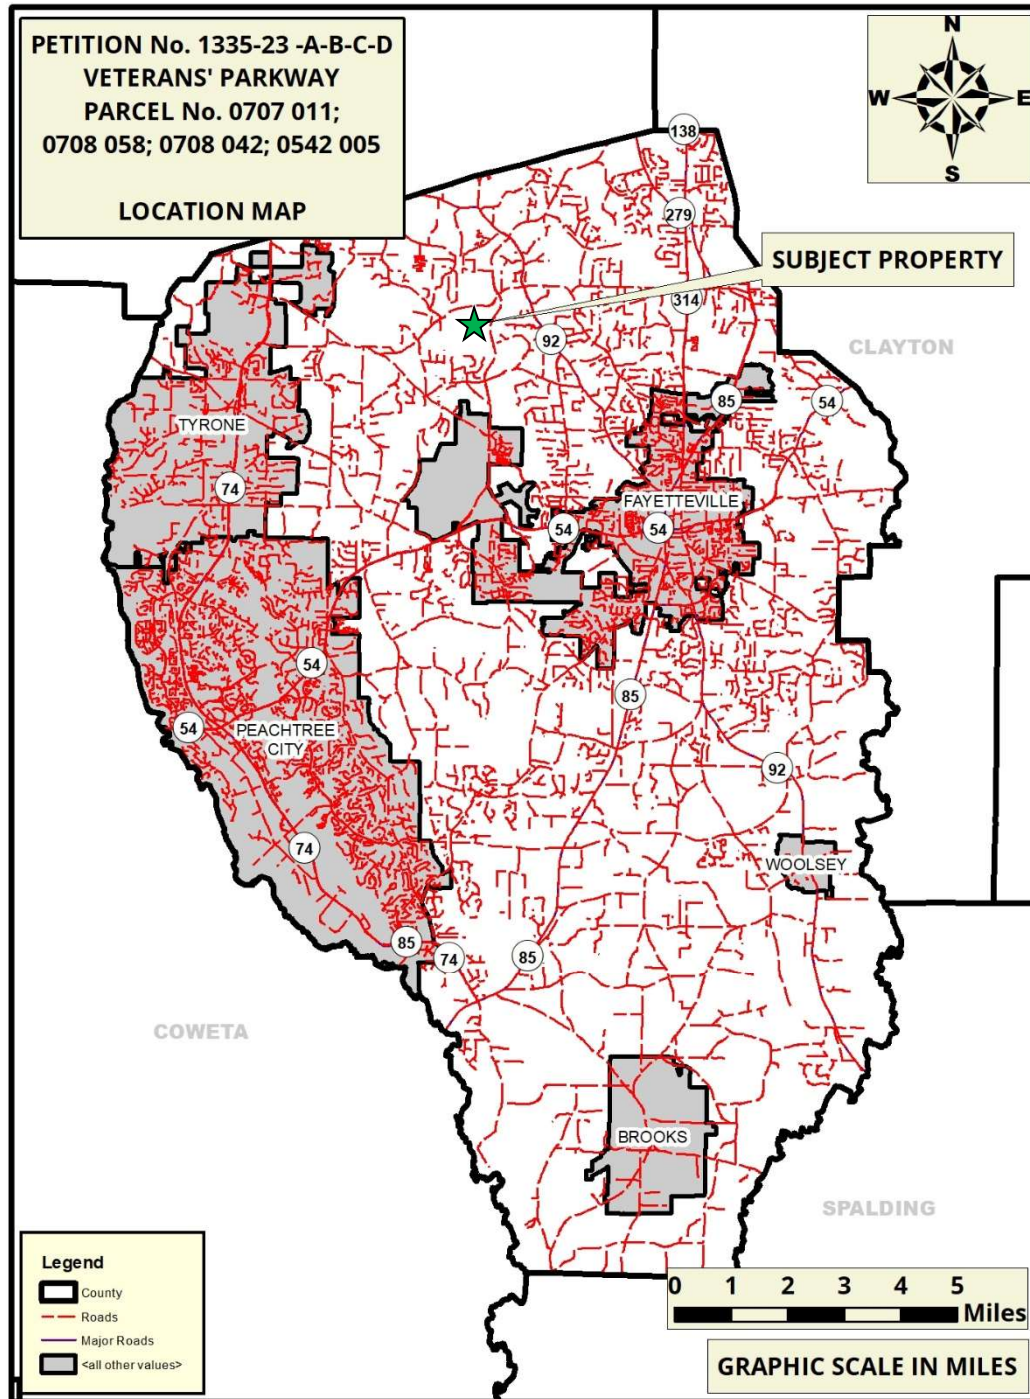 PETITION No. 1335-23 -A-B-C-D
VETERANS' PARKWAY
PARCEL No. 0707 011;
0708 058; 0708 042; 0542 005
LOCATION MAP
N
W E
S
138
279
SUBJECT PROPERTY
314
92
CLAYTON
85
54
TYRONE
74
FAYETTEVILLE
54
54
54
85
54
PEACHTREE
CITY
92
74
WOOLSEY
85
74
85
COWETA
BROOKS
SPALDING
Legend
County
Roads
Major Roads
<all other values>
0 1 2 3 4 5
Miles
GRAPHIC SCALE IN MILES